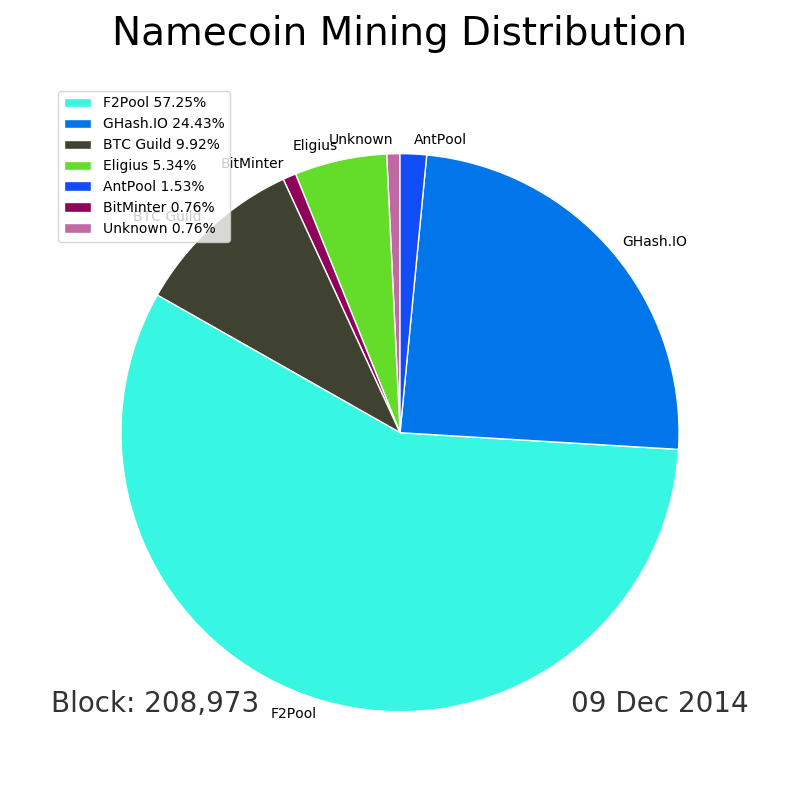 Namecoin Mining Distribution
F2Pool 57.25%
GHash.IO 24.43%
BTC Guild 9.92%
Eligius 5.34%
AntPool 1.53%
BitMinter 0.76%
Unknown 0.76%
Unknown
AntPool
Eligius
BitMinter
BTC Guild
GHash.IO
Block: 208,973
09 Dec 2014
F2Pool